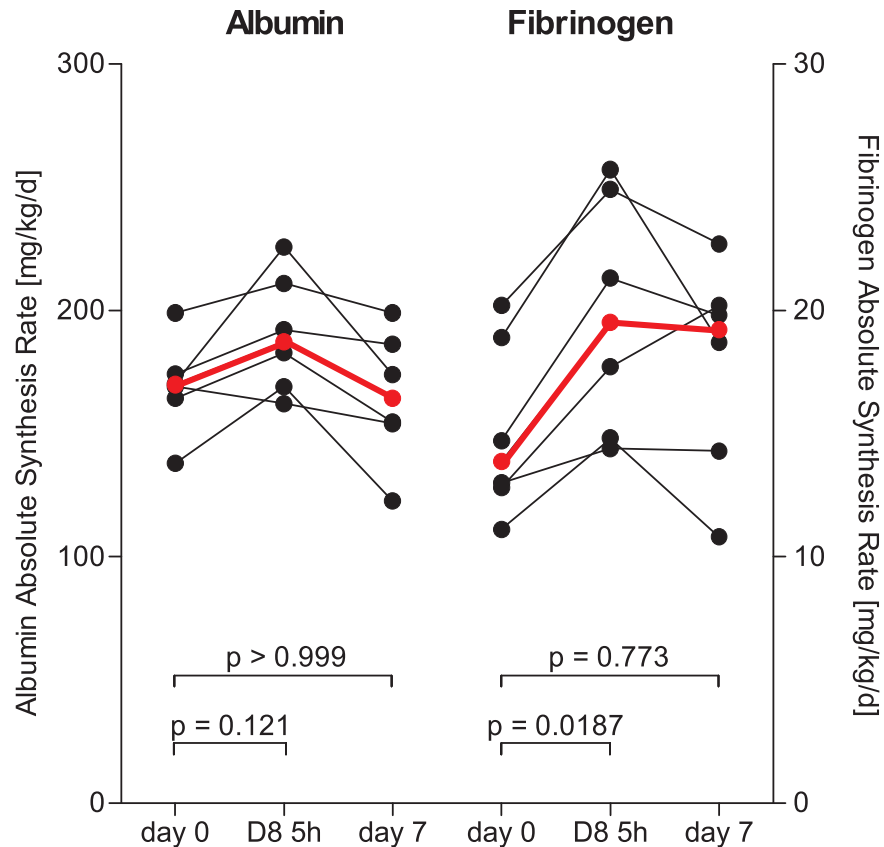 Albumin
Fibrinogen
300
200
100
0
Albumin Absolute Synthesis Rate [mg/kg/d]
30
20
10
0
Fibrinogen Absolute Synthesis Rate [mg/kg/d]
p > 0.999
p = 0.121
p = 0.773
p = 0.0187
day 0
D8 5h
day 7
day 0
D8 5h
day 7